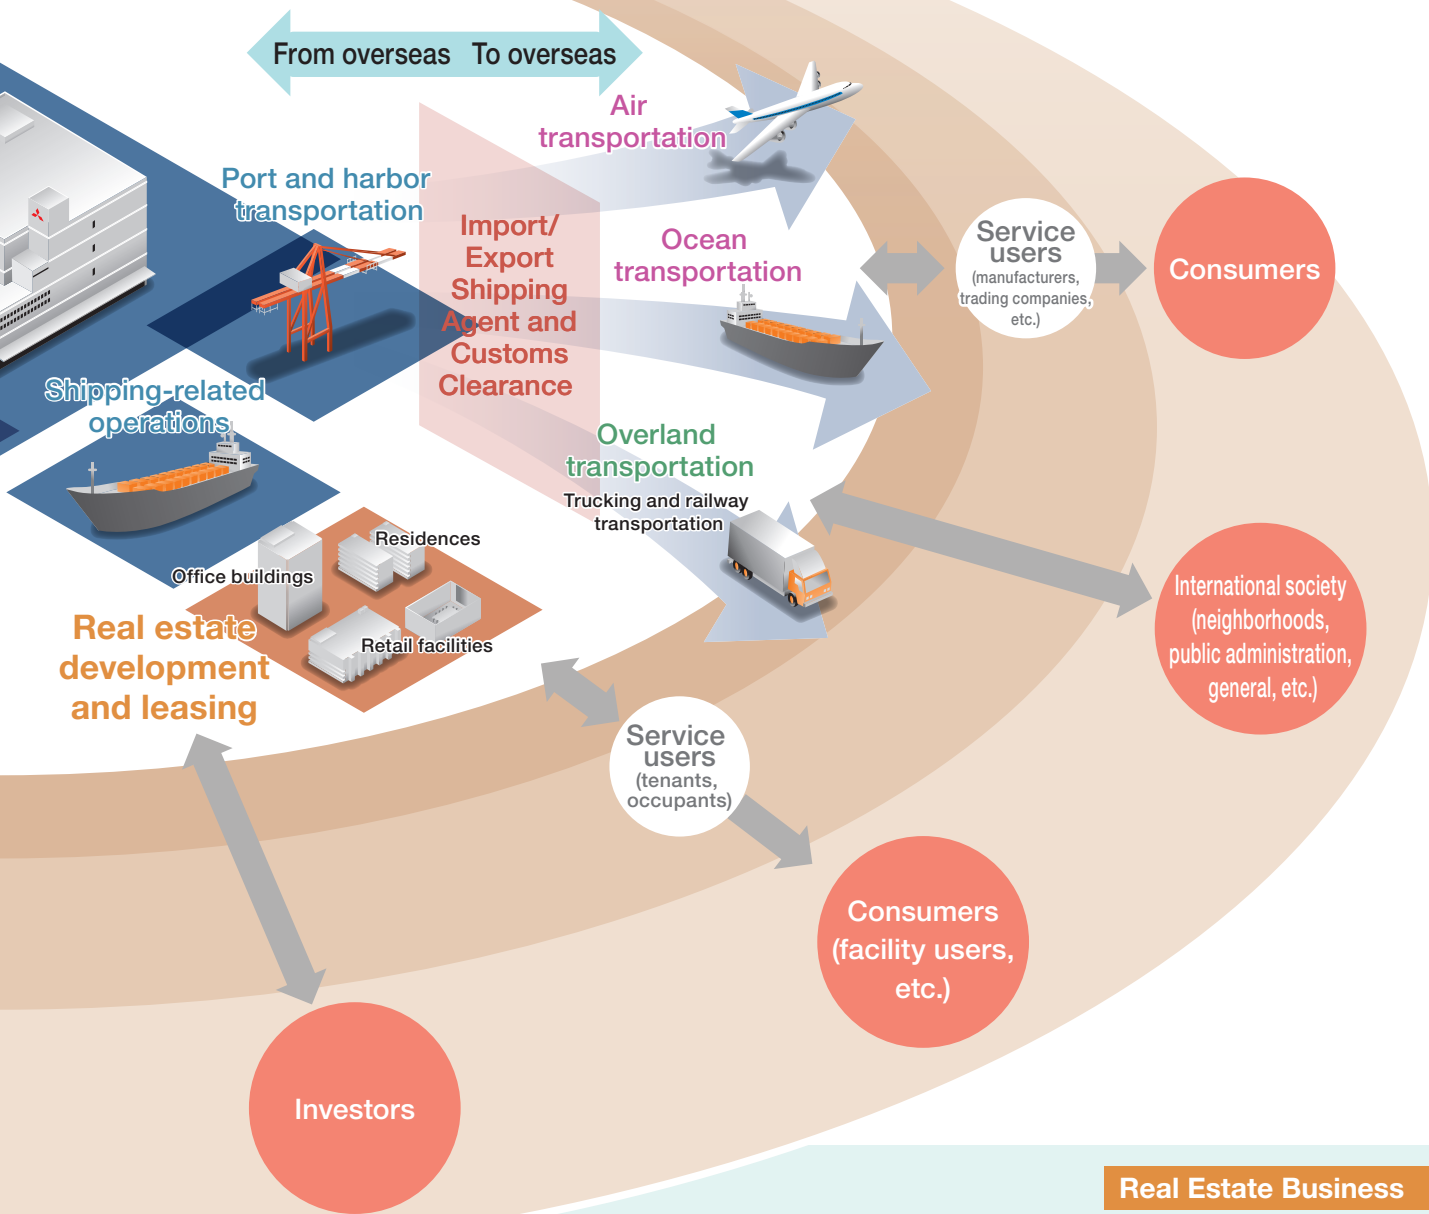 From overseas To overseas
Air
transportation
Port and harbor
transportation
Import/
Export
Shipping
Agent and
Customs
Clearance
Ocean
transportation
Service
users
(manufacturers,
trading companies,
etc.)
Consumers
Shipping-related
operations
Overland
transportation
Trucking and railway
transportation
Residences
Office buildings
Retail facilities
Real estate
development
and leasing
International society
(neighborhoods,
public administration,
general, etc.)
Service
users
(tenants,
occupants)
Consumers
(facility users,
etc.)
Investors
Real Estate Business